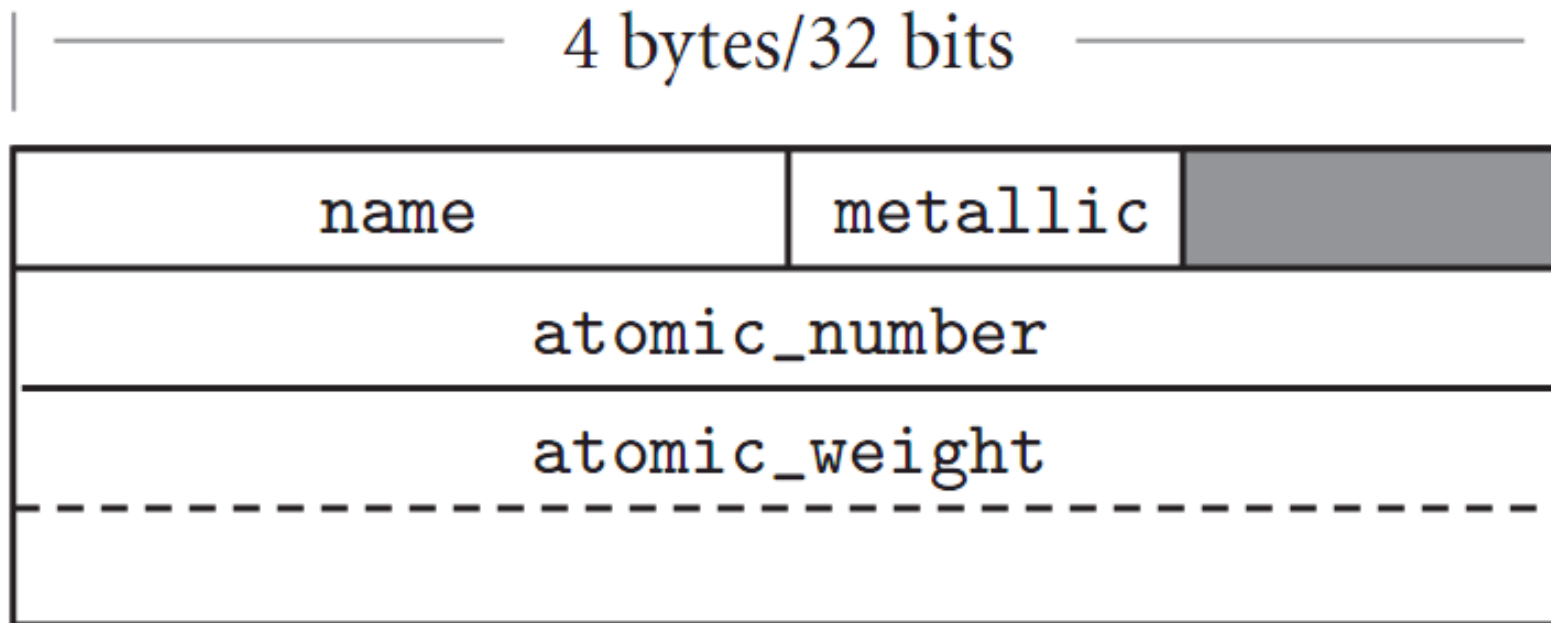 4 bytes/32 bits
name metallic
atomic_number
atomic_weight